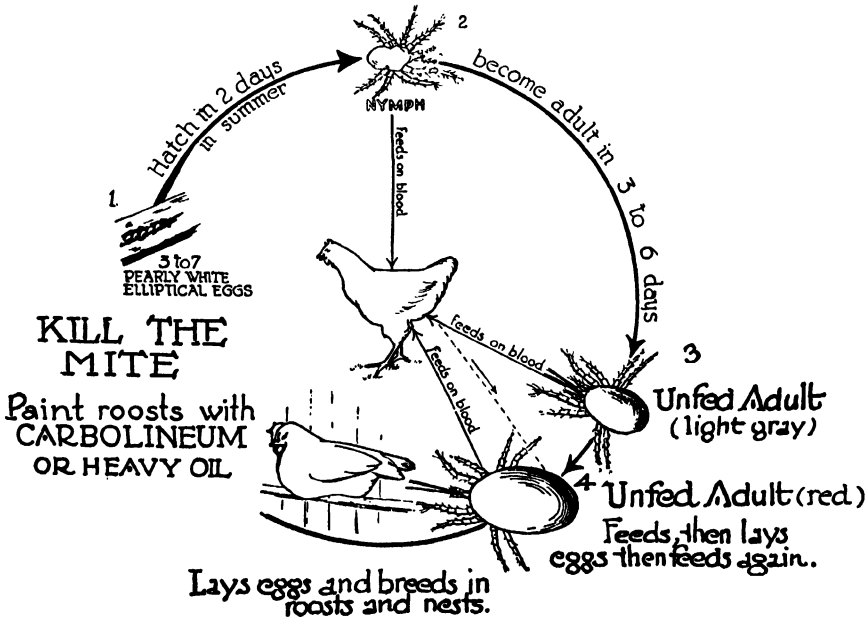 2
Hatch in 2 days
in summer
become adult in 3 to 6 days
NYMPH
Feeds on blood
1.
3 to 7
PEARLY WHITE
ELLIPTICAL EGGS
KILL THE
MITE
Paint roosts with
CARBOLINEUM
OR HEAVY OIL
Feeds on blood
Feeds on blood
3
Unfed Adult
(light gray)
4
Unfed Adult (red)
Feeds, then lays
eggs then feeds again.
Lays eggs and breeds in
roosts and nests.